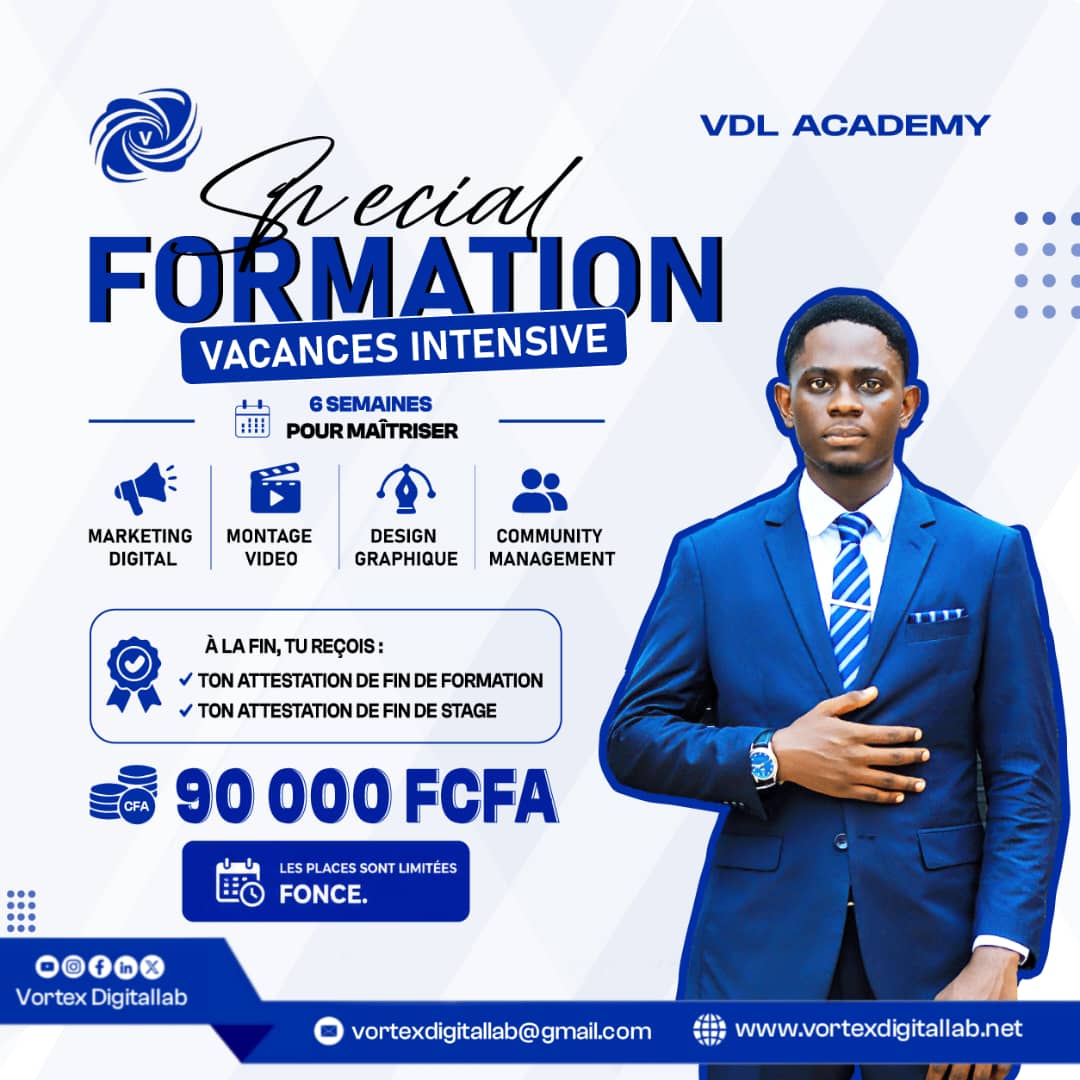 V
VDL ACADEMY
Special
FORMATION
VACANCES INTENSIVE
6 SEMAINES
POUR MAÎTRISER
MARKETING
DIGITAL
MONTAGE
VIDEO
DESIGN
GRAPHIQUE
COMMUNITY
MANAGEMENT
À LA FIN, TU REÇOIS :
TON ATTESTATION DE FIN DE FORMATION
TON ATTESTATION DE FIN DE STAGE
CFA
90 000 FCFA
LES PLACES SONT LIMITÉES
FONCE.
Vortex Digitallab
vortexdigitallab@gmail.com
www.vortexdigitallab.net